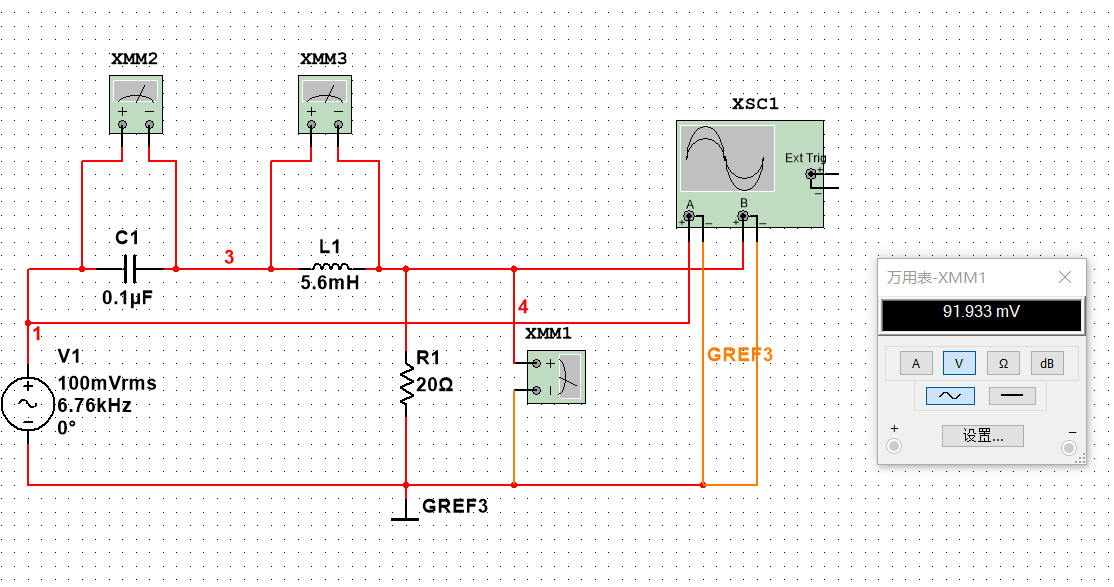 XMM2
XMM3
XSC1
Ext Trig
+
−
+ −
+ −
A
B
+ −
+ −
C1
3
L1
0.1µF
5.6mH
万用表-XMM1
91.933 mV
4
1
XMM1
GREF3
V1
R1
100mVrms
20Ω
6.76kHz
0°
A V Ω dB
+
设置...
−
GREF3